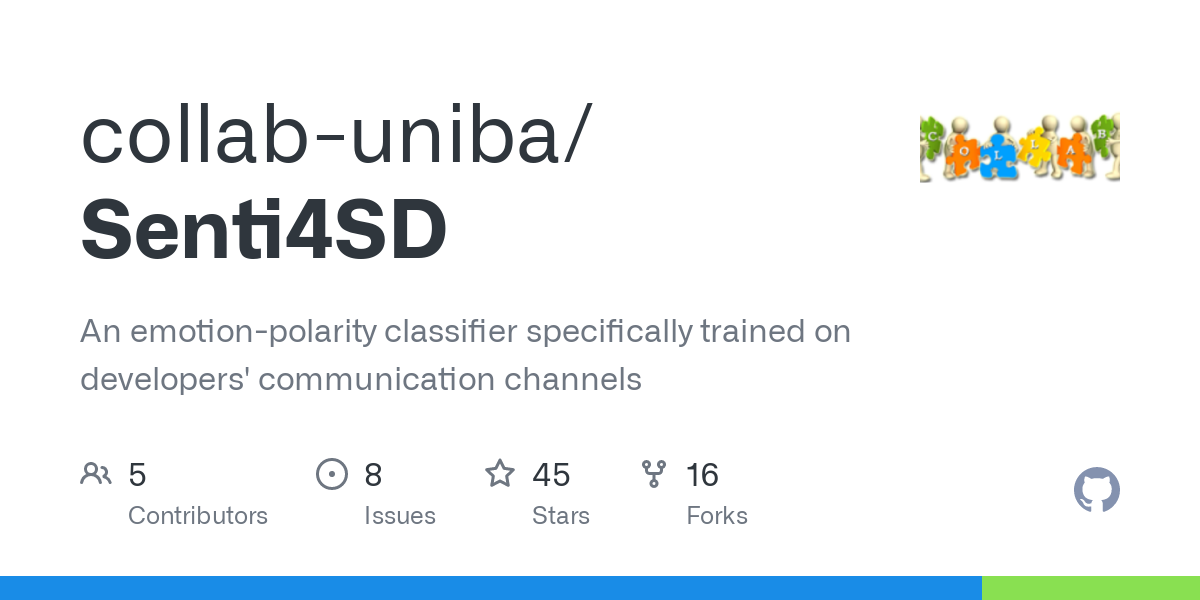 collab-uniba/
Senti4SD
C O L L A B
An emotion-polarity classifier specifically trained on
developers' communication channels
5
Contributors
8
Issues
45
Stars
16
Forks